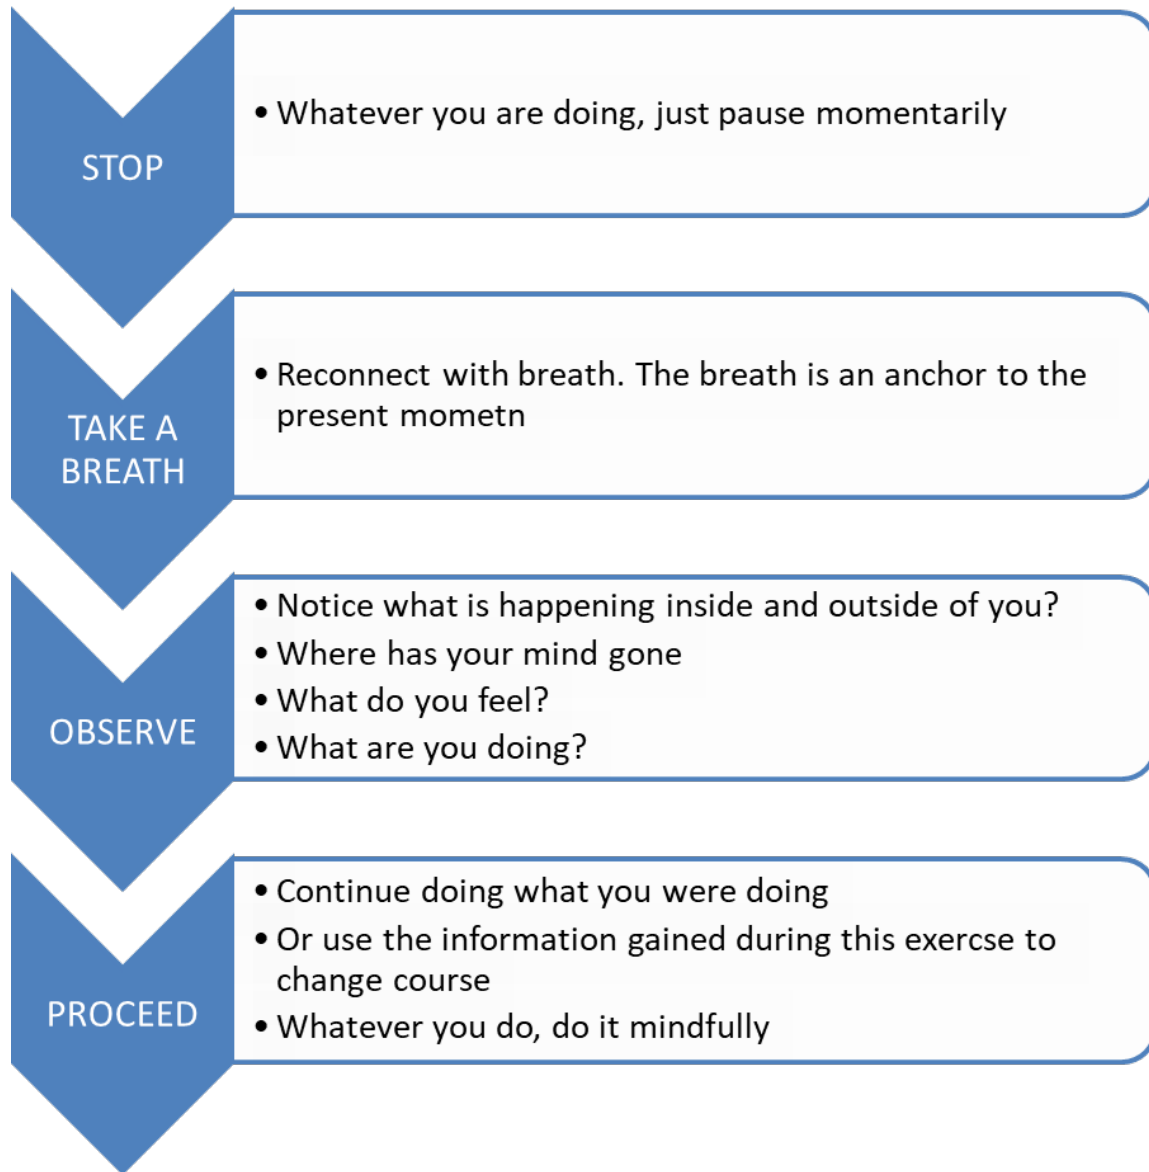 STOP
• Whatever you are doing, just pause momentarily
TAKE A
BREATH
• Reconnect with breath. The breath is an anchor to the
present mometn
OBSERVE
• Notice what is happening inside and outside of you?
• Where has your mind gone
• What do you feel?
• What are you doing?
PROCEED
• Continue doing what you were doing
• Or use the information gained during this exercse to
change course
• Whatever you do, do it mindfully